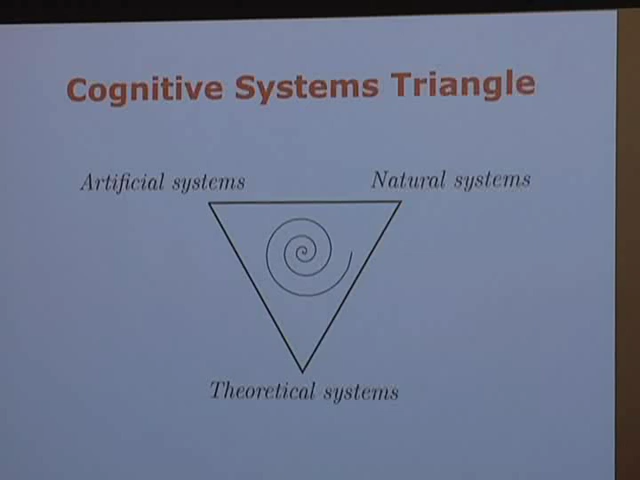 Cognitive Systems Triangle
Artificial systems
Natural systems
Theoretical systems